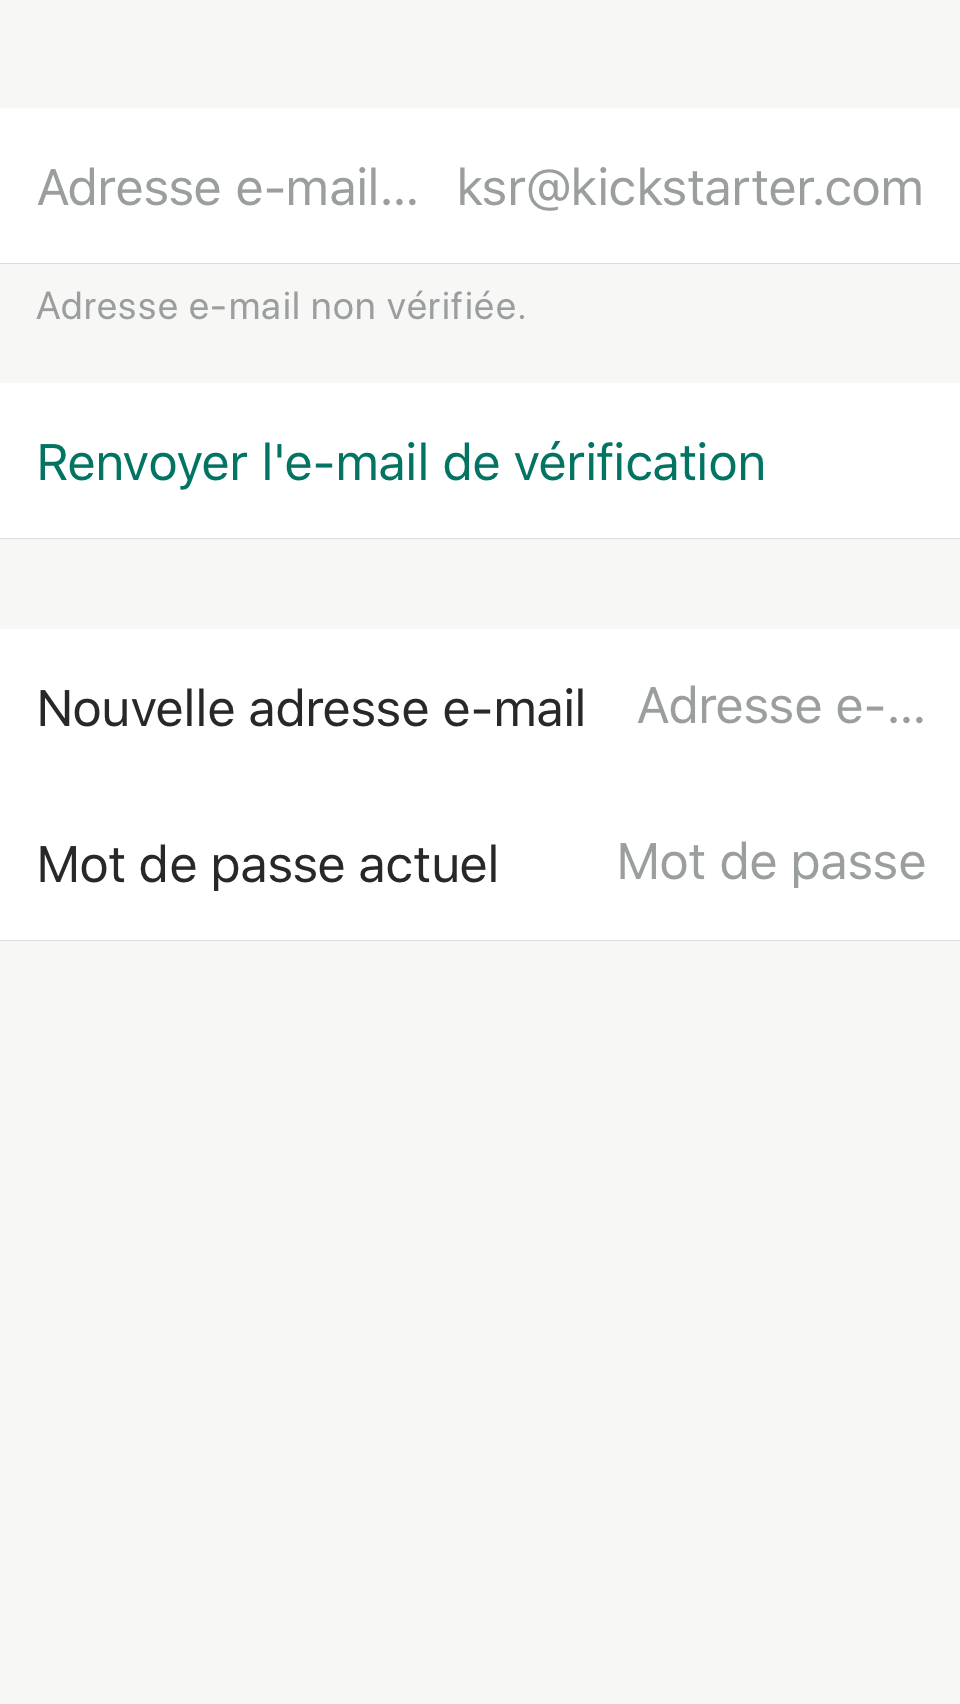 Adresse e-mail... ksr@kickstarter.com
Adresse e-mail non vérifiée.
Renvoyer l'e-mail de vérification
Nouvelle adresse e-mail Adresse e-...
Mot de passe actuel Mot de passe